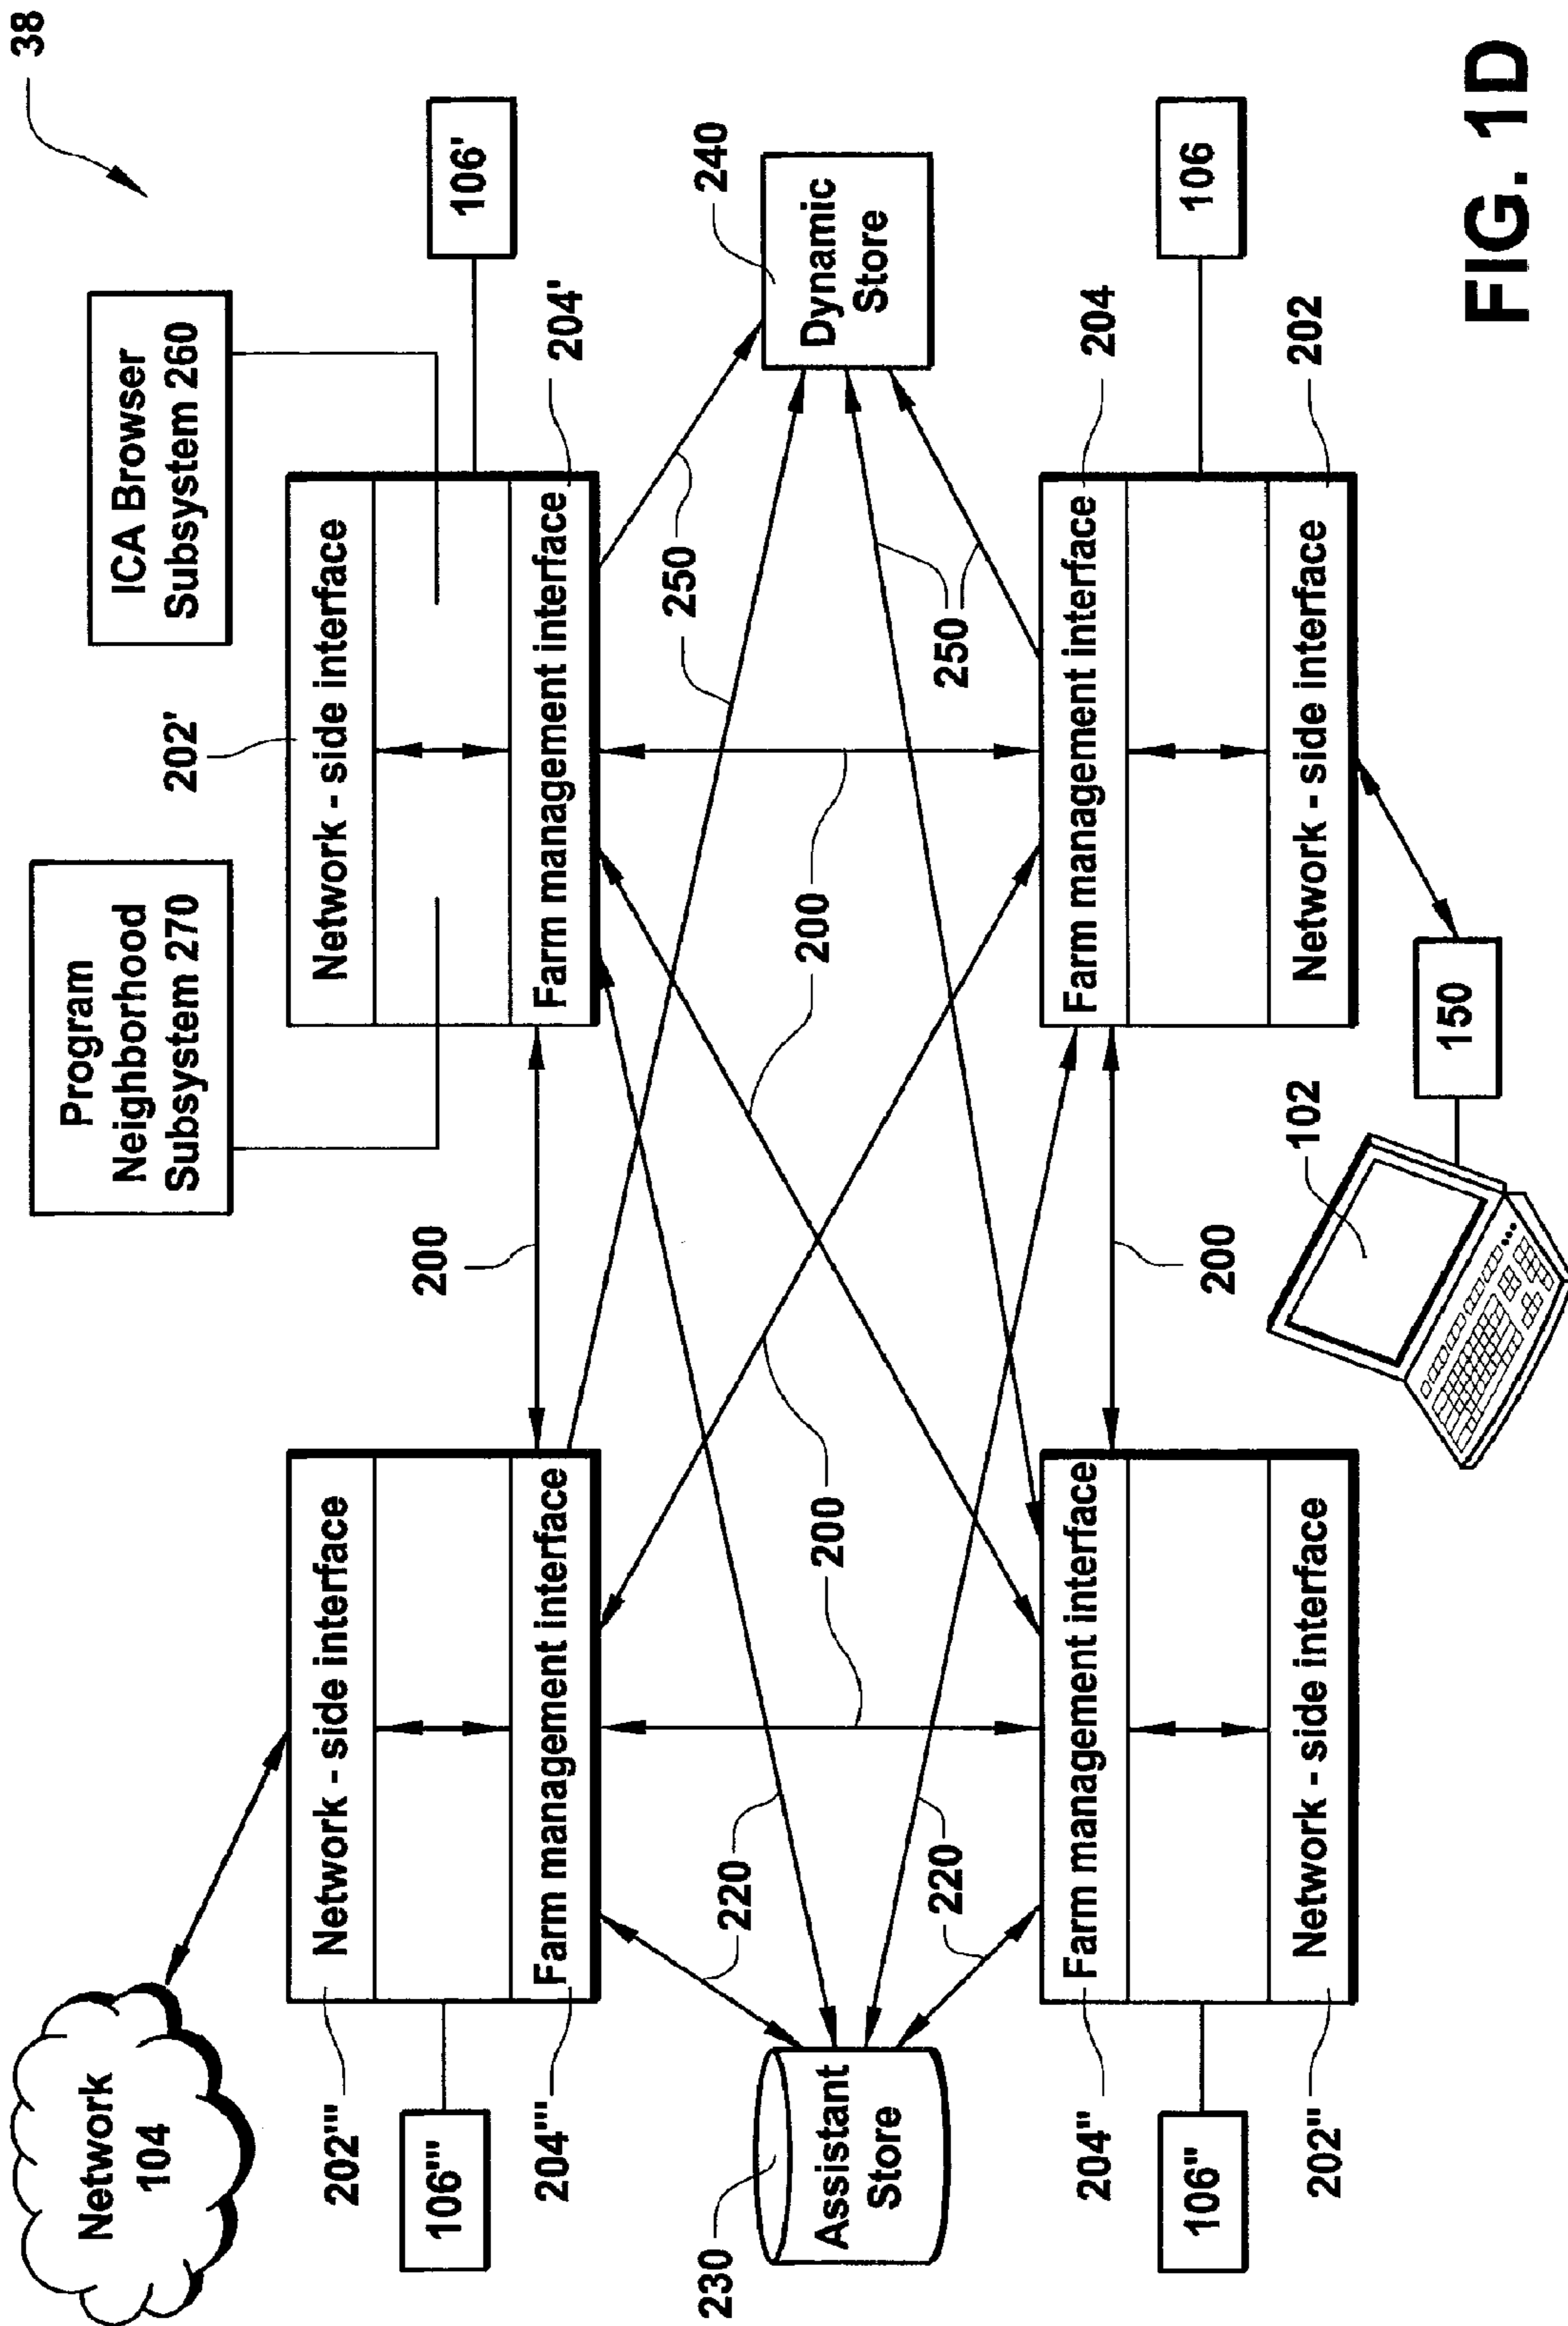 38
Network
104
Program
Neighborhood
Subsystem 270
ICA Browser
Subsystem 260
202'''
Network - side interface
202'
Network - side interface
106'''
106'
204'''
Farm management interface
200
Farm management interface
204'
220
250
250
230
Assistant
Store
200
200
240
Dynamic
Store
220
250
204"
Farm management interface
Farm management interface
204
106"
200
106
202"
Network - side interface
102
Network - side interface
202
150
FIG. 1D